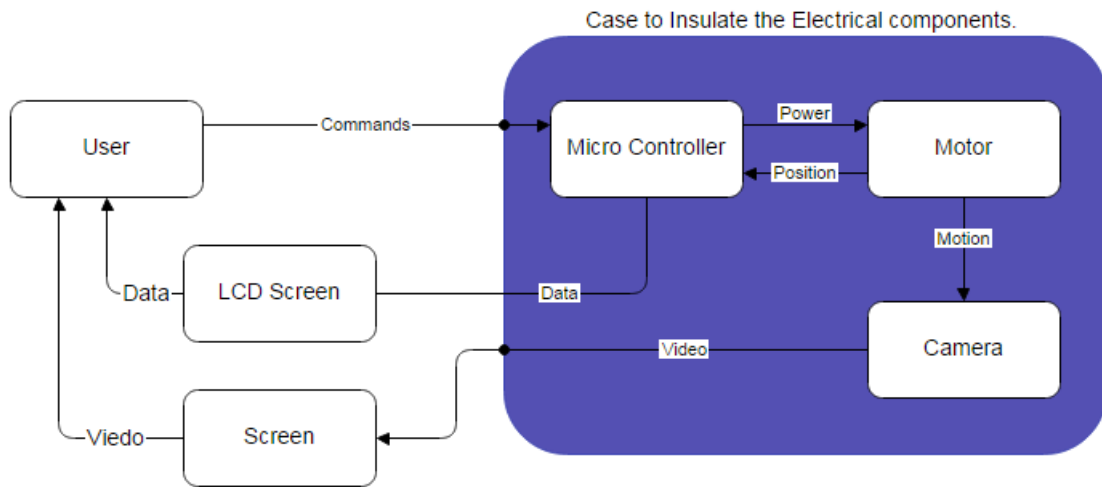 Case to Insulate the Electrical components.
User
Commands
Micro Controller
Power
Position
Motor
Motion
Data
LCD Screen
Data
Video
Camera
Viedo
Screen